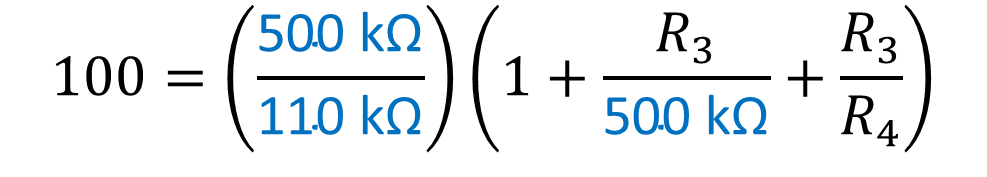 100 = (50.0 kΩ / 11.0 kΩ) (1 + R₃ / 50.0 kΩ + R₃ / R₄)